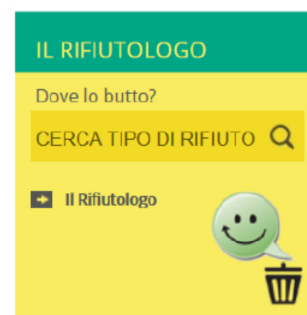 IL RIFIUTOLOGO
Dove lo butto?
CERCA TIPO DI RIFIUTO
Il Rifiutologo